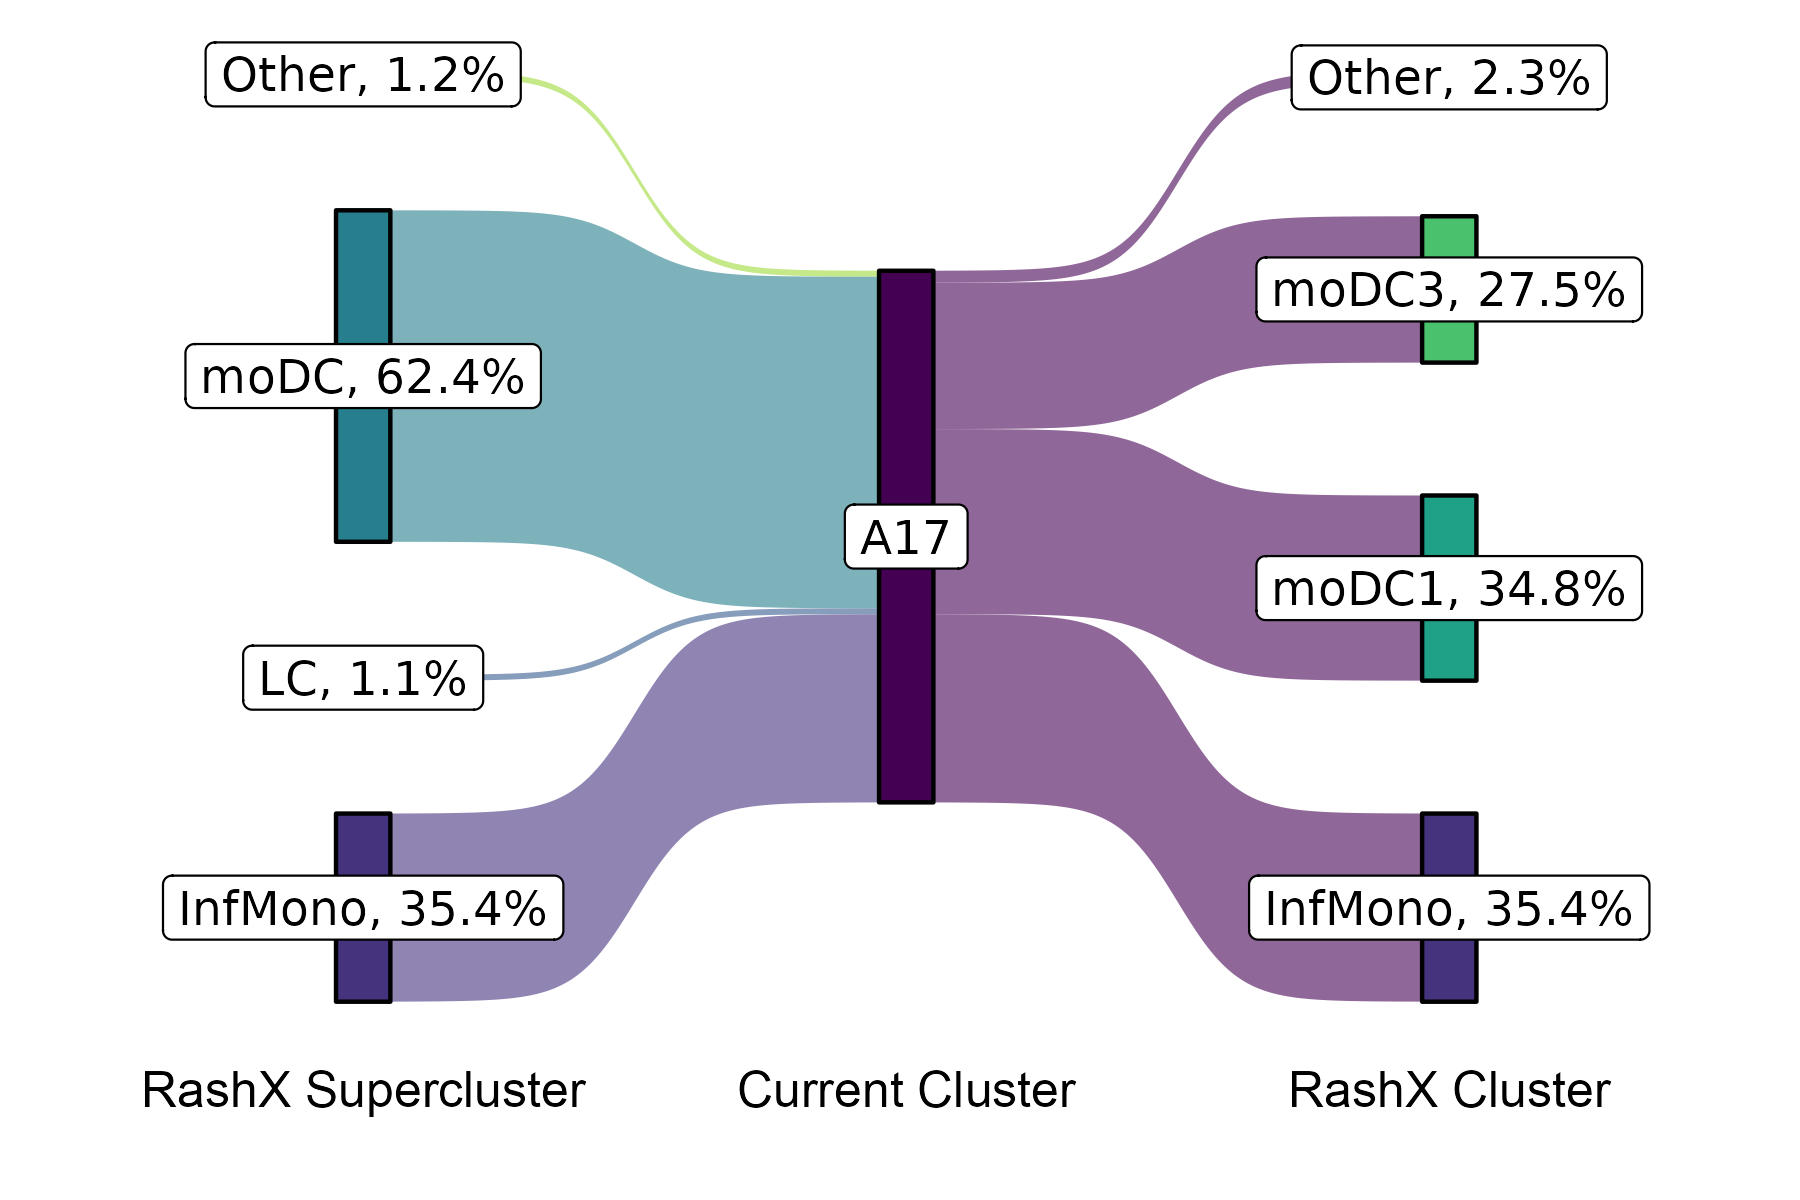 Other, 1.2%
moDC, 62.4%
LC, 1.1%
InfMono, 35.4%
RashX Supercluster
A17
Current Cluster
Other, 2.3%
moDC3, 27.5%
moDC1, 34.8%
InfMono, 35.4%
RashX Cluster